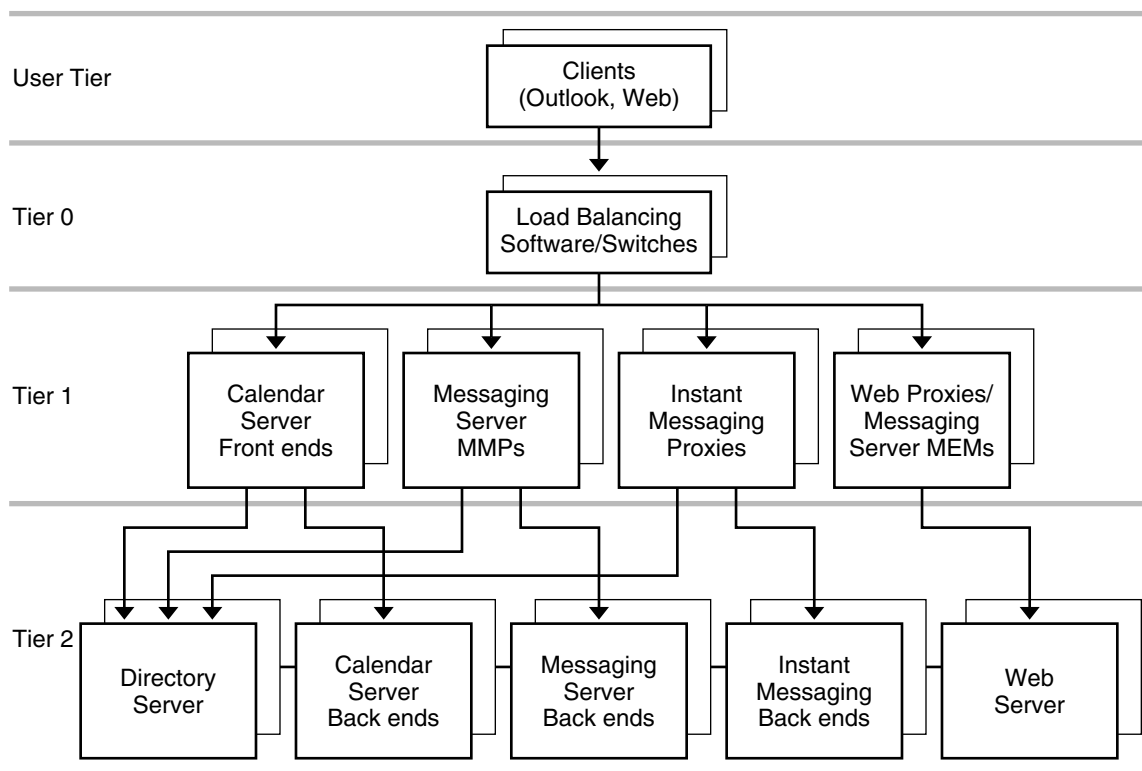 User Tier
Clients
(Outlook, Web)
Tier 0
Load Balancing
Software/Switches
Tier 1
Calendar
Server
Front ends
Messaging
Server
MMPs
Instant
Messaging
Proxies
Web Proxies/
Messaging
Server MEMs
Tier 2
Directory
Server
Calendar
Server
Back ends
Messaging
Server
Back ends
Instant
Messaging
Back ends
Web
Server